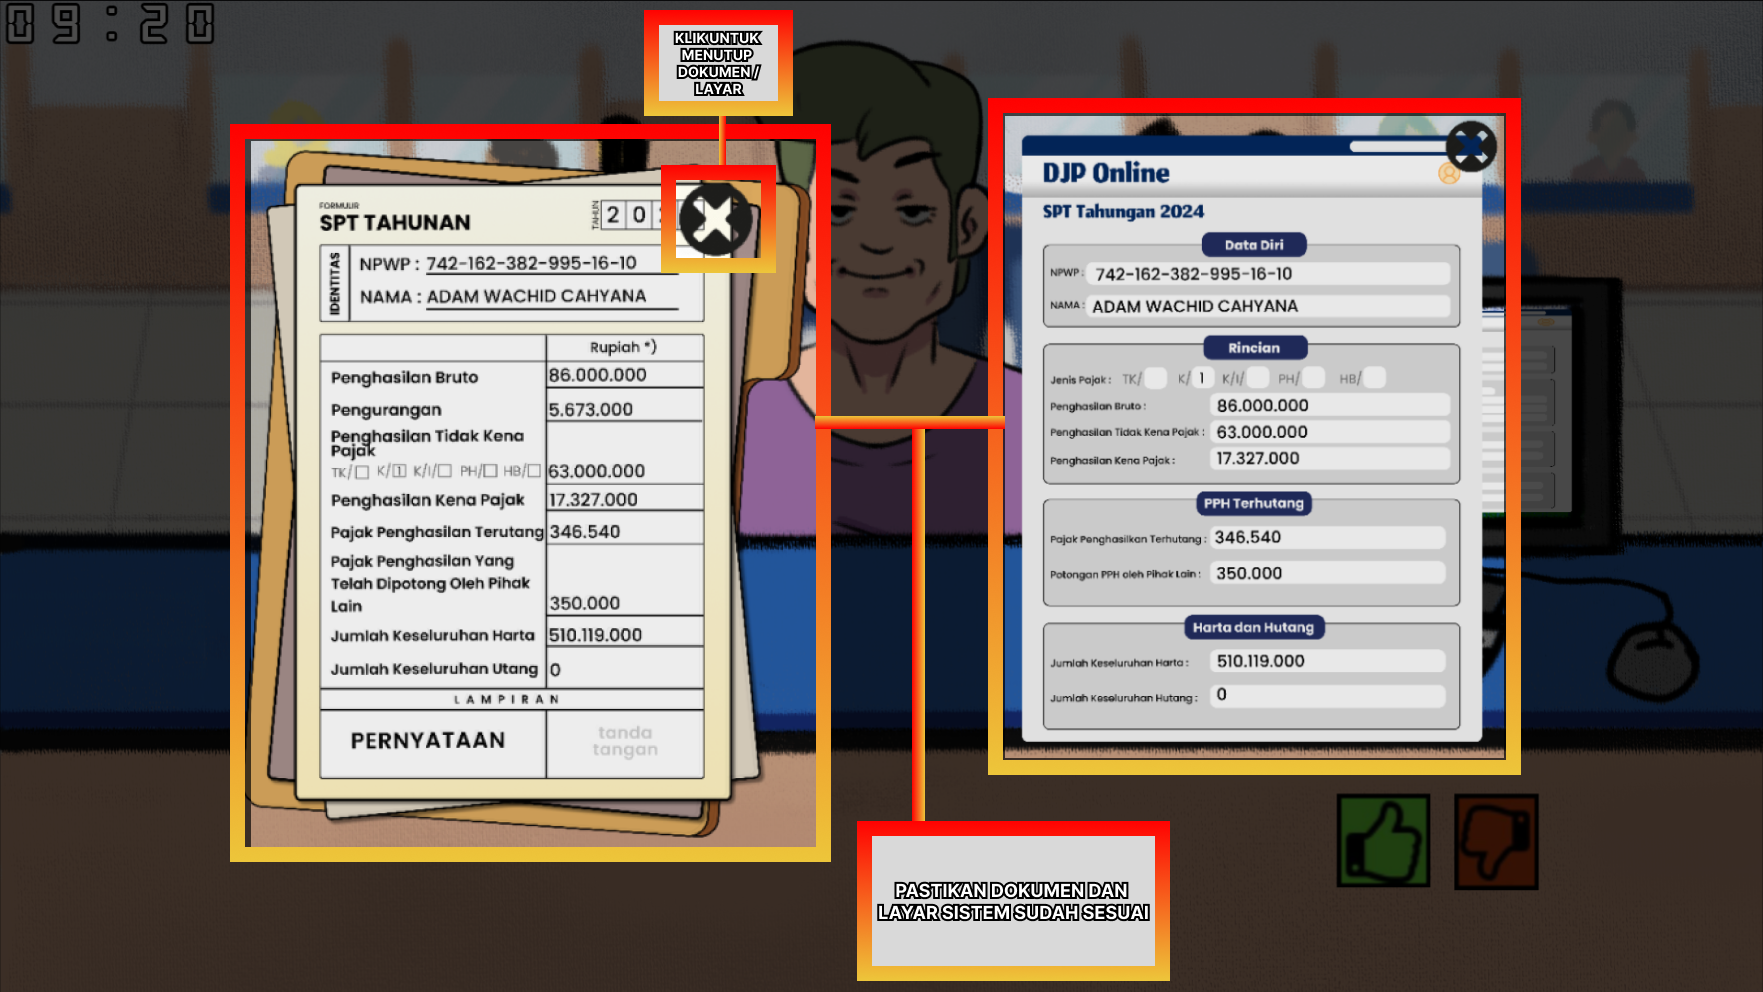 09:20
KLIK UNTUK
MENUTUP
DOKUMEN /
LAYAR
FORMULIR
SPT TAHUNAN
TAHUN
2 0
IDENTITAS
NPWP : 742-162-382-995-16-10
NAMA : ADAM WACHID CAHYANA
Rupiah *)
Penghasilan Bruto 86.000.000
Pengurangan 5.673.000
Penghasilan Tidak Kena
Pajak
TK/ K/1 K/I/ PH/ HB/ 63.000.000
Penghasilan Kena Pajak 17.327.000
Pajak Penghasilan Terutang 346.540
Pajak Penghasilan Yang
Telah Dipotong Oleh Pihak
Lain 350.000
Jumlah Keseluruhan Harta 510.119.000
Jumlah Keseluruhan Utang 0
LAMPIRAN
PERNYATAAN
tanda
tangan
DJP Online
SPT Tahungan 2024
Data Diri
NPWP : 742-162-382-995-16-10
NAMA : ADAM WACHID CAHYANA
Rincian
Jenis Pajak : TK/ K/ 1 K/I/ PH/ HB/
Penghasilan Bruto : 86.000.000
Penghasilan Tidak Kena Pajak : 63.000.000
Penghasilan Kena Pajak : 17.327.000
PPH Terhutang
Pajak Penghasilkan Terhutang : 346.540
Potongan PPH oleh Pihak Lain : 350.000
Harta dan Hutang
Jumlah Keseluruhan Harta : 510.119.000
Jumlah Keseluruhan Hutang : 0
PASTIKAN DOKUMEN DAN
LAYAR SISTEM SUDAH SESUAI